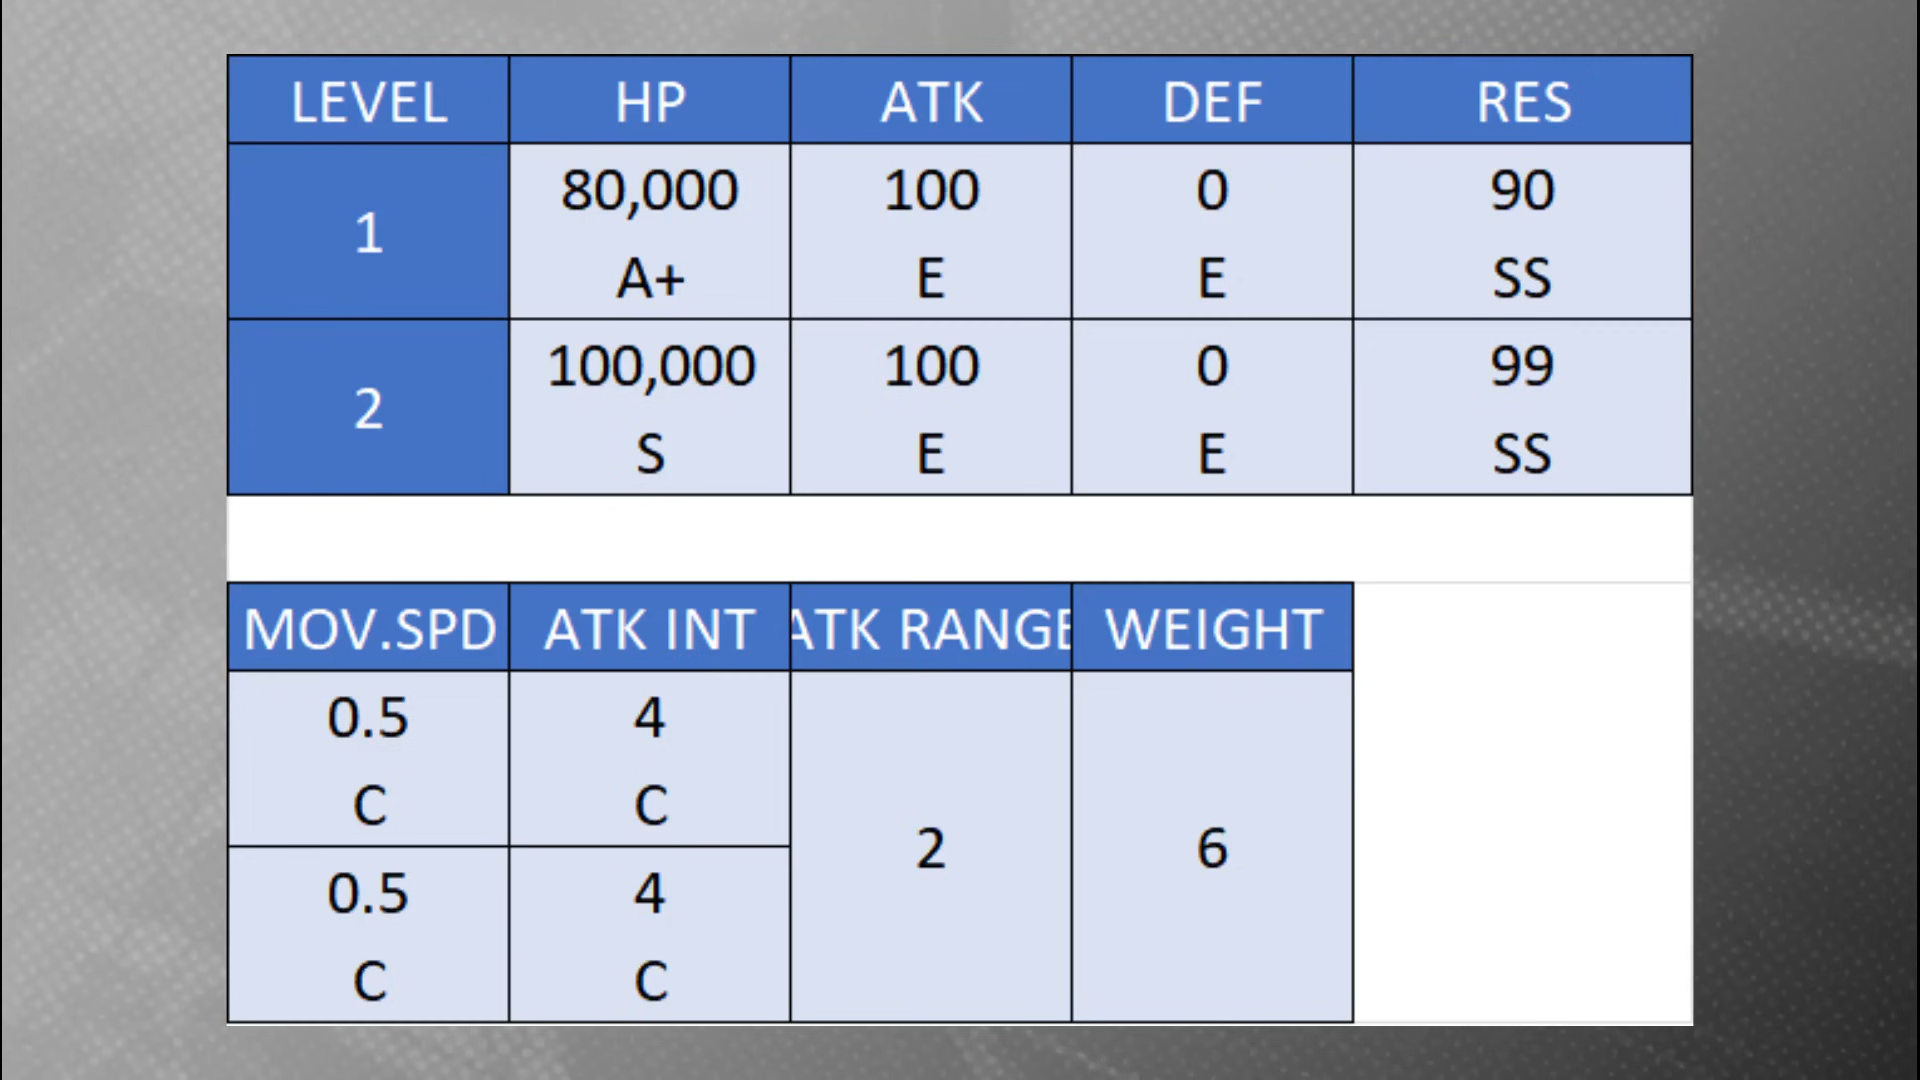 LEVEL HP ATK DEF RES
1
80,000 100 0 90
A+ E E SS
2
100,000 100 0 99
S E E SS
MOV.SPD ATK INT ATK RANGE WEIGHT
0.5 4
C C
2 6
0.5 4
C C